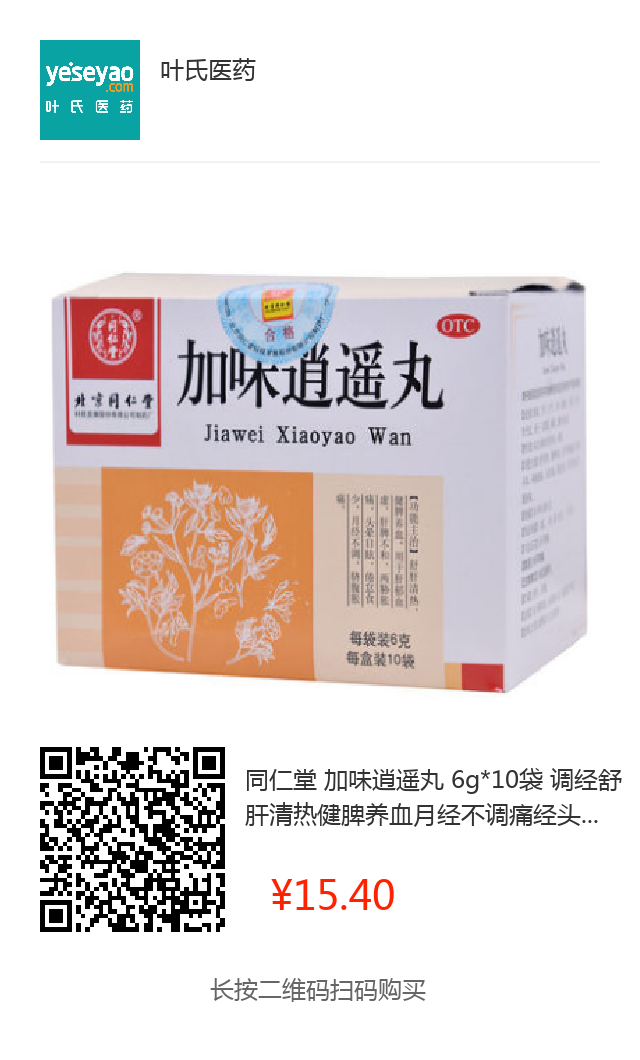 yeseyao
.com
叶氏医药
叶氏医药
同仁堂
®
北京同仁堂
合格
OTC
加味逍遥丸
Jiawei Xiaoyao Wan
【功能主治】舒肝清热，
健脾养血。用于肝郁血
虚，肝脾不和，两胁胀
痛，头晕目眩，倦怠食
少，月经不调，脐腹胀
痛。
每袋装6克
每盒装10袋
同仁堂 加味逍遥丸 6g*10袋 调经舒
肝清热健脾养血月经不调痛经头...
¥15.40
长按二维码扫码购买